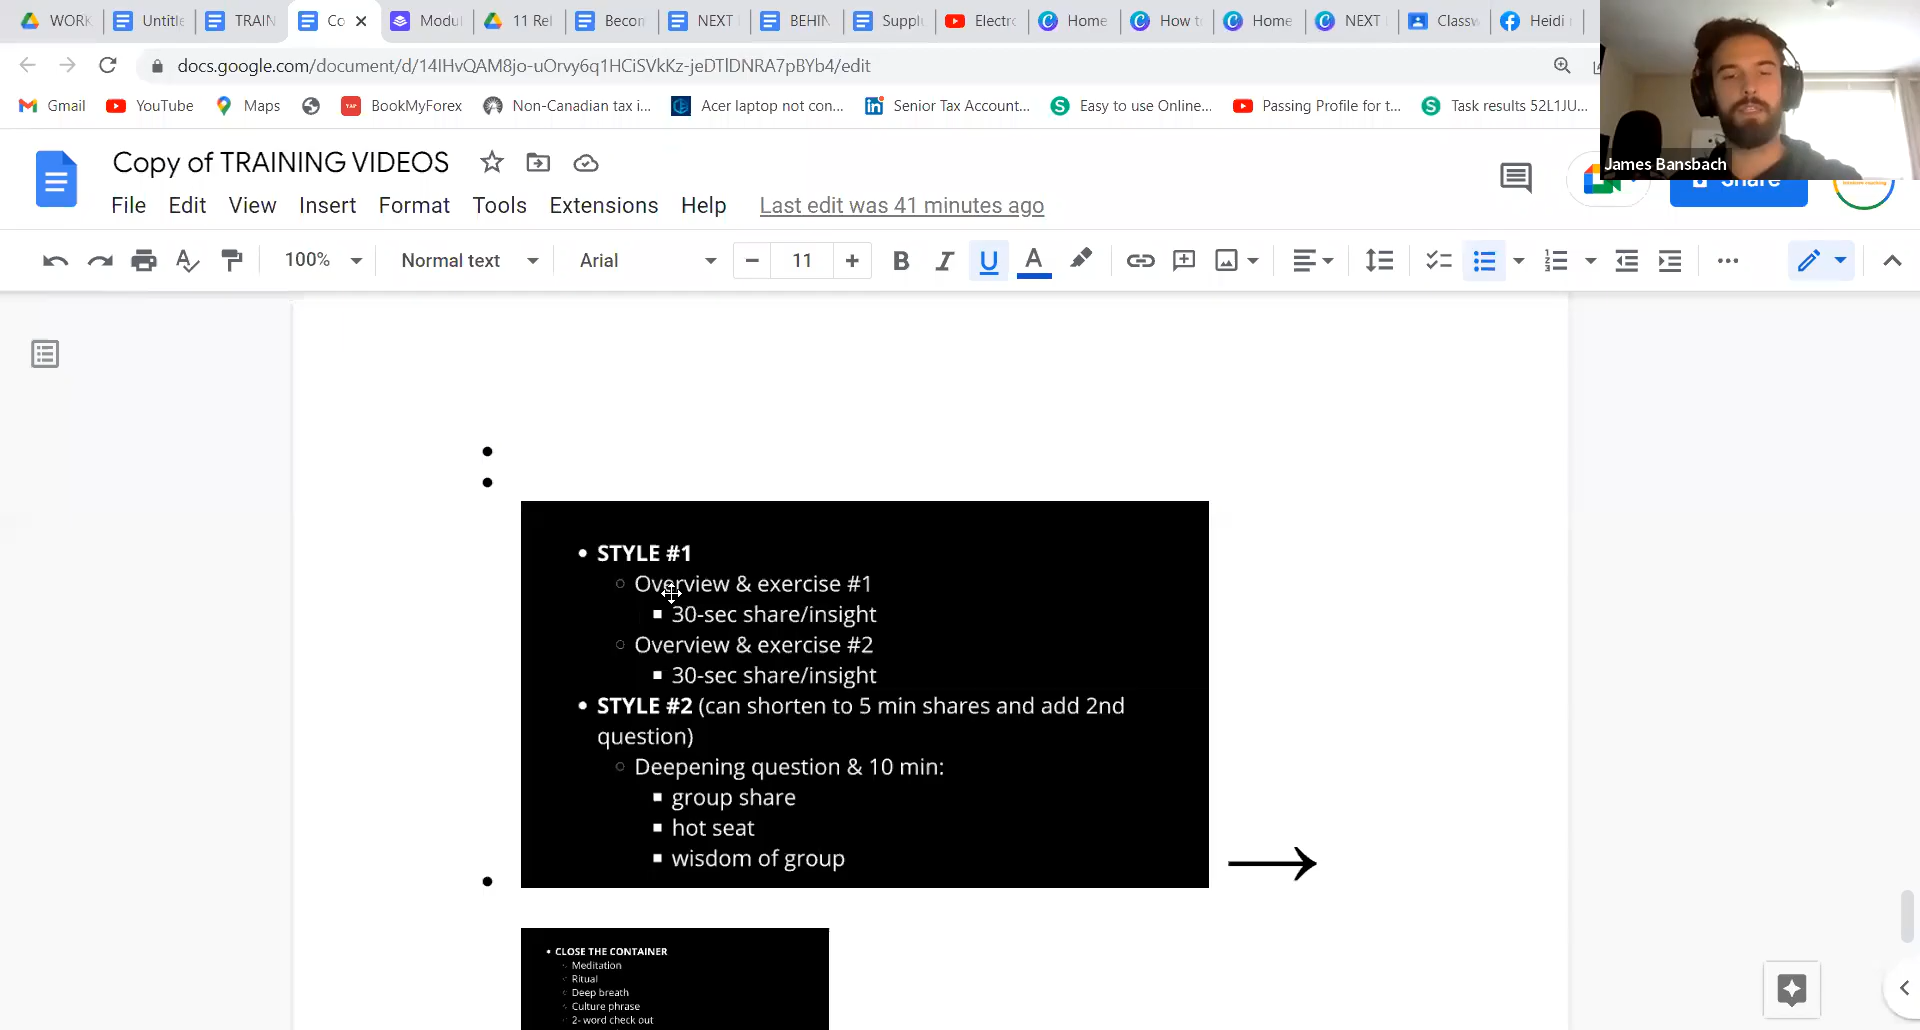 WORK
Untitle
TRAIN
Co
Modul
11 Rel
Becon
NEXT
BEHIN
Suppl
Electro
Home
How t
Home
NEXT
Classw
Heidi
docs.google.com/document/d/14IHvQAM8jo-uOrvy6q1HCiSVkKz-jeDTlDNRA7pBYb4/edit
Gmail
YouTube
Maps
BookMyForex
Non-Canadian tax i...
Acer laptop not con...
Senior Tax Account...
Easy to use Online...
Passing Profile for t...
Task results 52L1JU...
James Bansbach
Copy of TRAINING VIDEOS
Share
File Edit View Insert Format Tools Extensions Help Last edit was 41 minutes ago
100% Normal text Arial 11
• STYLE #1
Overview & exercise #1
30-sec share/insight
Overview & exercise #2
30-sec share/insight
• STYLE #2 (can shorten to 5 min shares and add 2nd
question)
Deepening question & 10 min:
group share
hot seat
wisdom of group
• CLOSE THE CONTAINER
Meditation
Ritual
Deep breath
Culture phrase
2- word check out